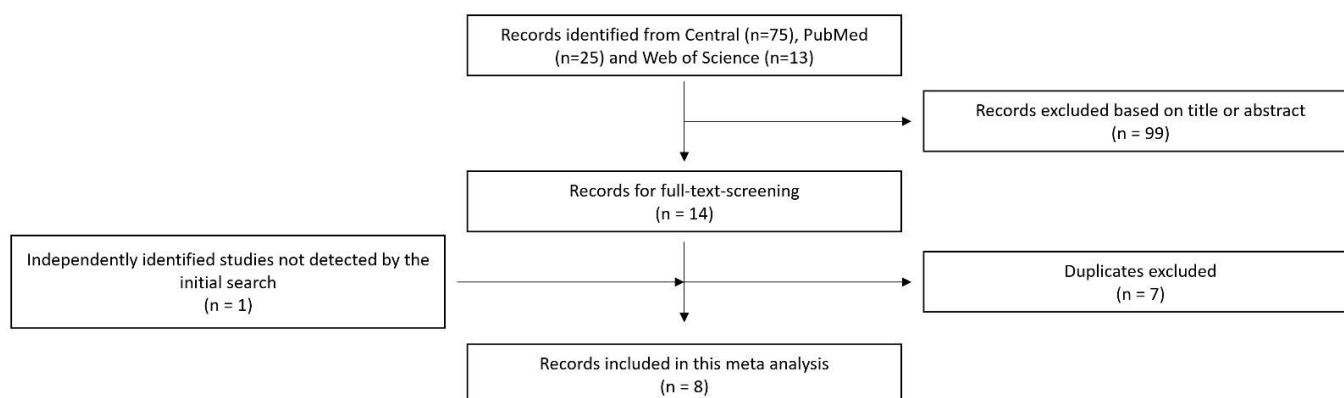 Records identified from Central (n=75), PubMed
(n=25) and Web of Science (n=13)
Records excluded based on title or abstract
(n = 99)
Records for full-text-screening
(n = 14)
Independently identified studies not detected by the
initial search
(n = 1)
Duplicates excluded
(n = 7)
Records included in this meta analysis
(n = 8)